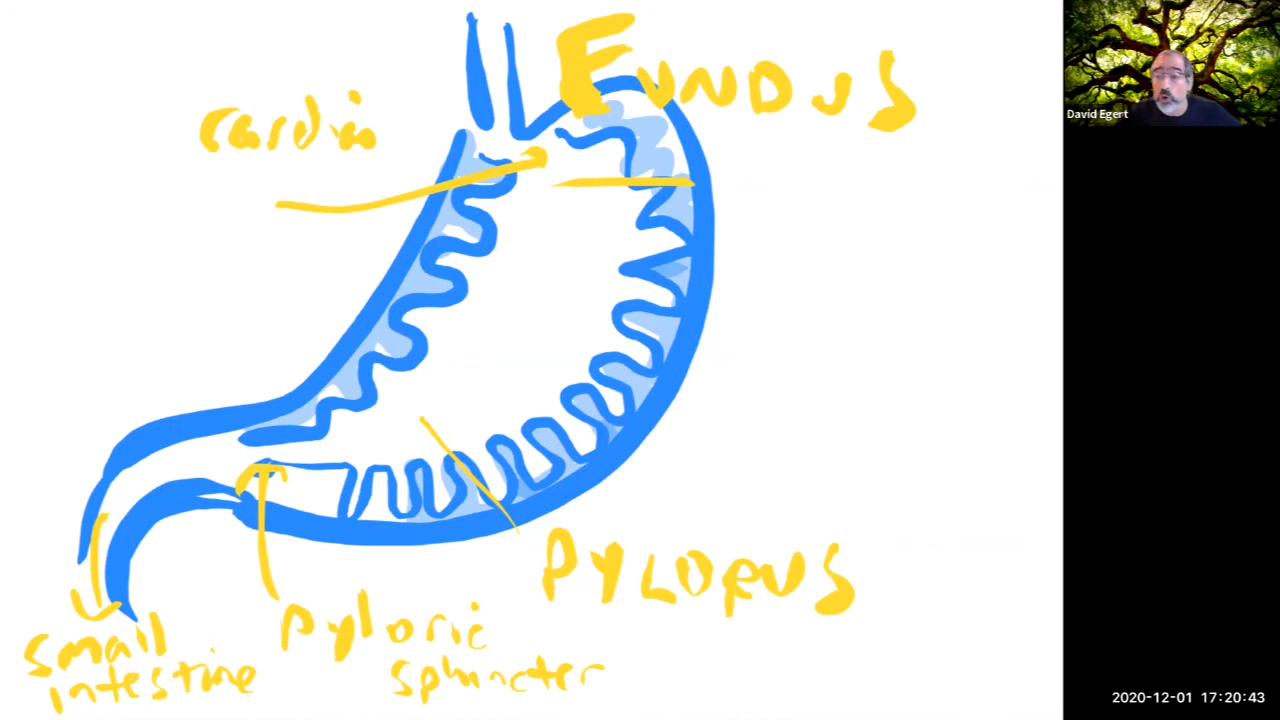 FUNDUS
cardia
PYLORUS
pyloric
sphincter
small
intestine
David Egert
2020-12-01 17:20:43